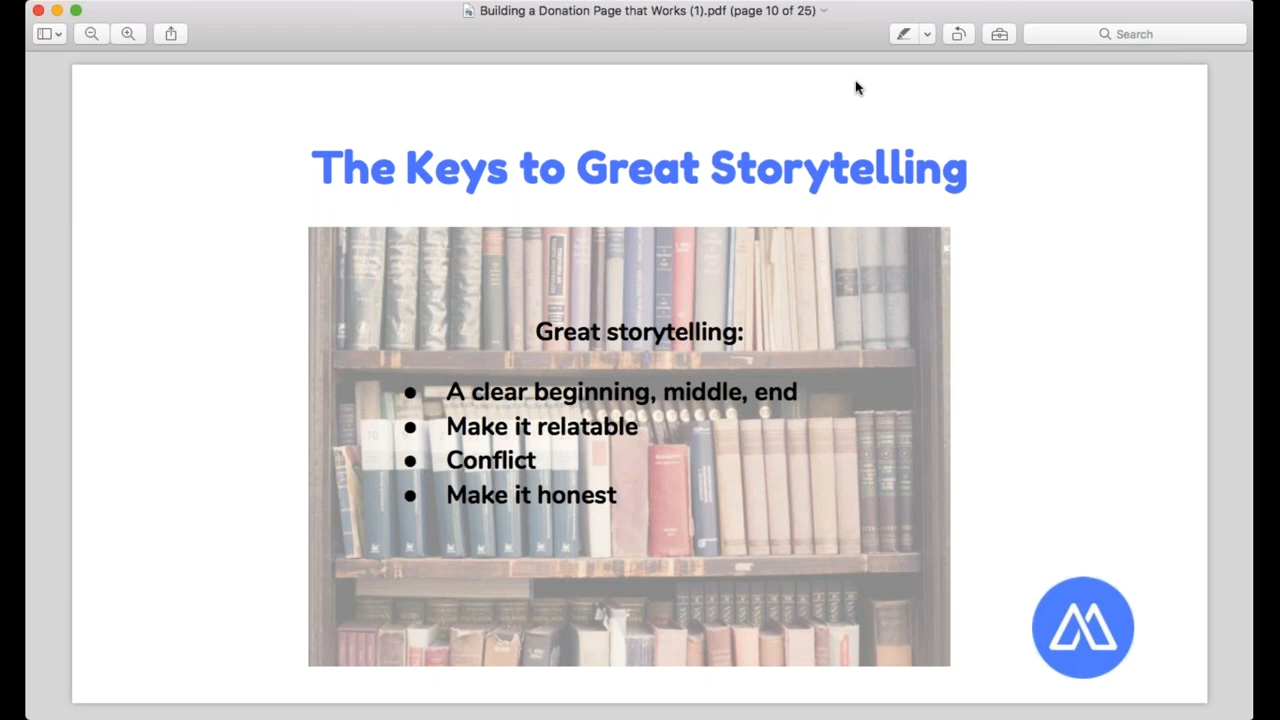 Building a Donation Page that Works (1).pdf (page 10 of 25)
Search
The Keys to Great Storytelling
Great storytelling:
● A clear beginning, middle, end
● Make it relatable
● Conflict
● Make it honest